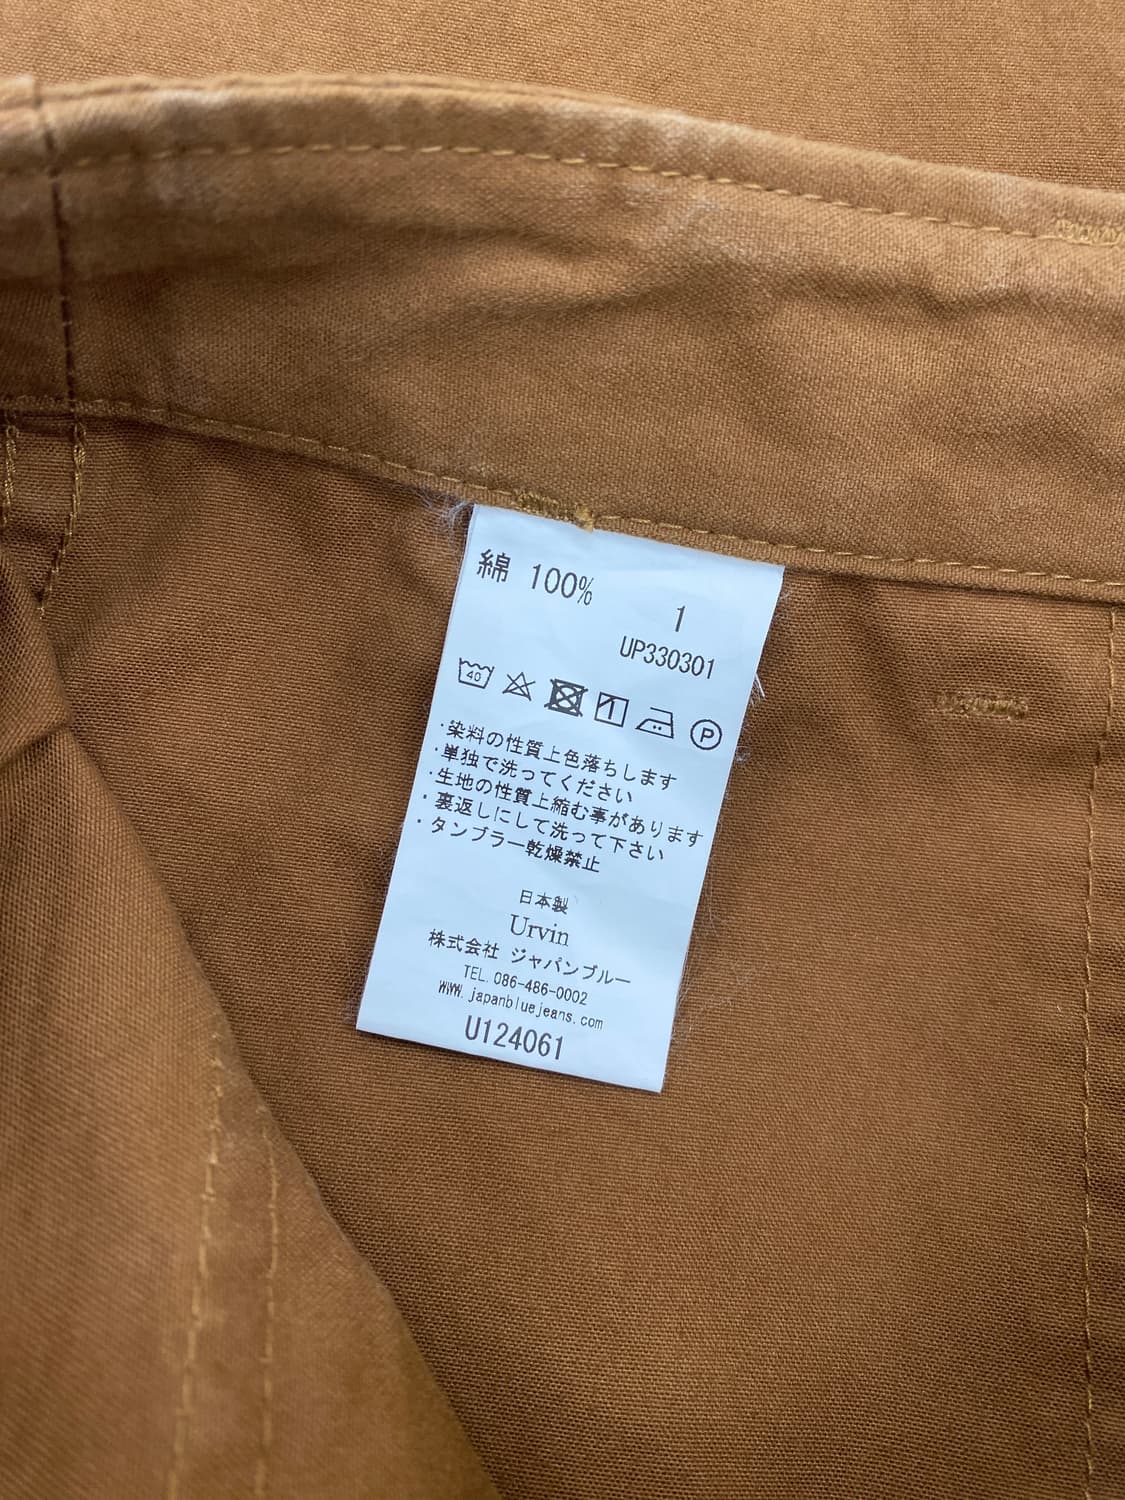 綿 100%
1
UP330301
40
P
・染料の性質上色落ちします
・単独で洗ってください
・生地の性質上縮む事があります
・裏返しにして洗って下さい
・タンブラー乾燥禁止
日本製
Urvin
株式会社 ジャパンブルー
TEL.086-486-0002
www.japanbluejeans.com
U124061